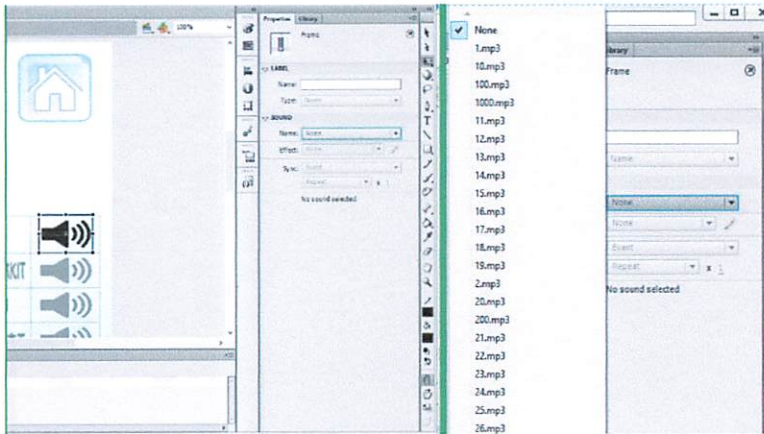 100%
Properties Library
Frame
LABEL
Name:
Type: Name
SOUND
Name: None
Effect: None
Sync: Event
Repeat x 1
No sound selected
KIT
None
1.mp3
10.mp3
100.mp3
1000.mp3
11.mp3
12.mp3
13.mp3
14.mp3
15.mp3
16.mp3
17.mp3
18.mp3
19.mp3
2.mp3
20.mp3
200.mp3
21.mp3
22.mp3
23.mp3
24.mp3
25.mp3
26.mp3
ibrary
Frame
Name
None
None
Event
Repeat x 1
No sound selected